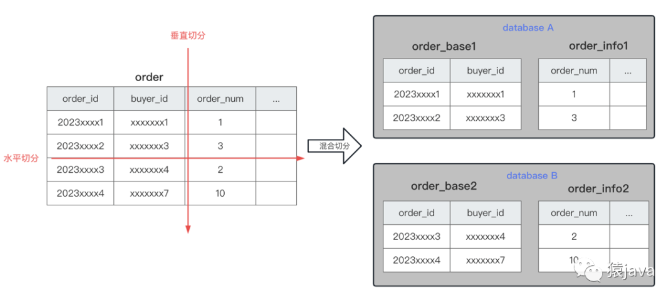 垂直切分
order
order_id buyer_id order_num ...
2023xxxx1 xxxxxxx1 1
2023xxxx2 xxxxxxx3 3
水平切分
2023xxxx3 xxxxxxx4 2
2023xxxx4 xxxxxxx7 10
混合切分
database A
order_base1 order_info1
order_id buyer_id order_num ...
2023xxxx1 xxxxxxx1 1
2023xxxx2 xxxxxxx3 3
database B
order_base2 order_info2
order_id buyer_id order_num ...
2023xxxx3 xxxxxxx4 2
2023xxxx4 xxxxxxx7 10
猿java